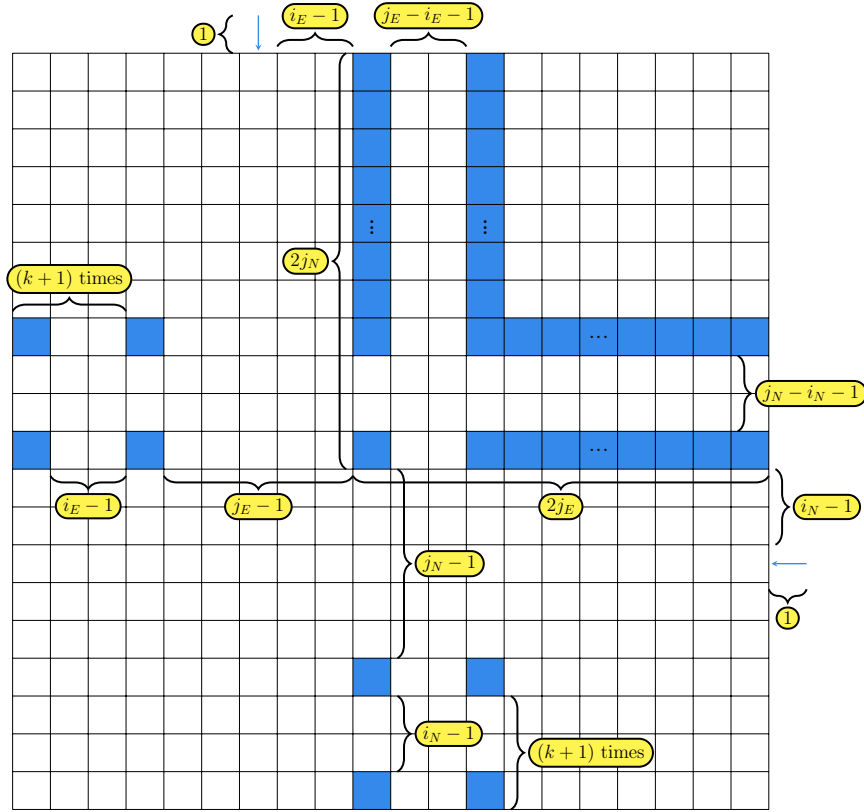 $i_E - 1$
$j_E - i_E - 1$
1
⋮
⋮
$2j_N$
$(k+1)$ times
⋯
$j_N - i_N - 1$
⋯
$i_E - 1$
$j_E - 1$
$2j_E$
$i_N - 1$
$j_N - 1$
1
$i_N - 1$
$(k+1)$ times